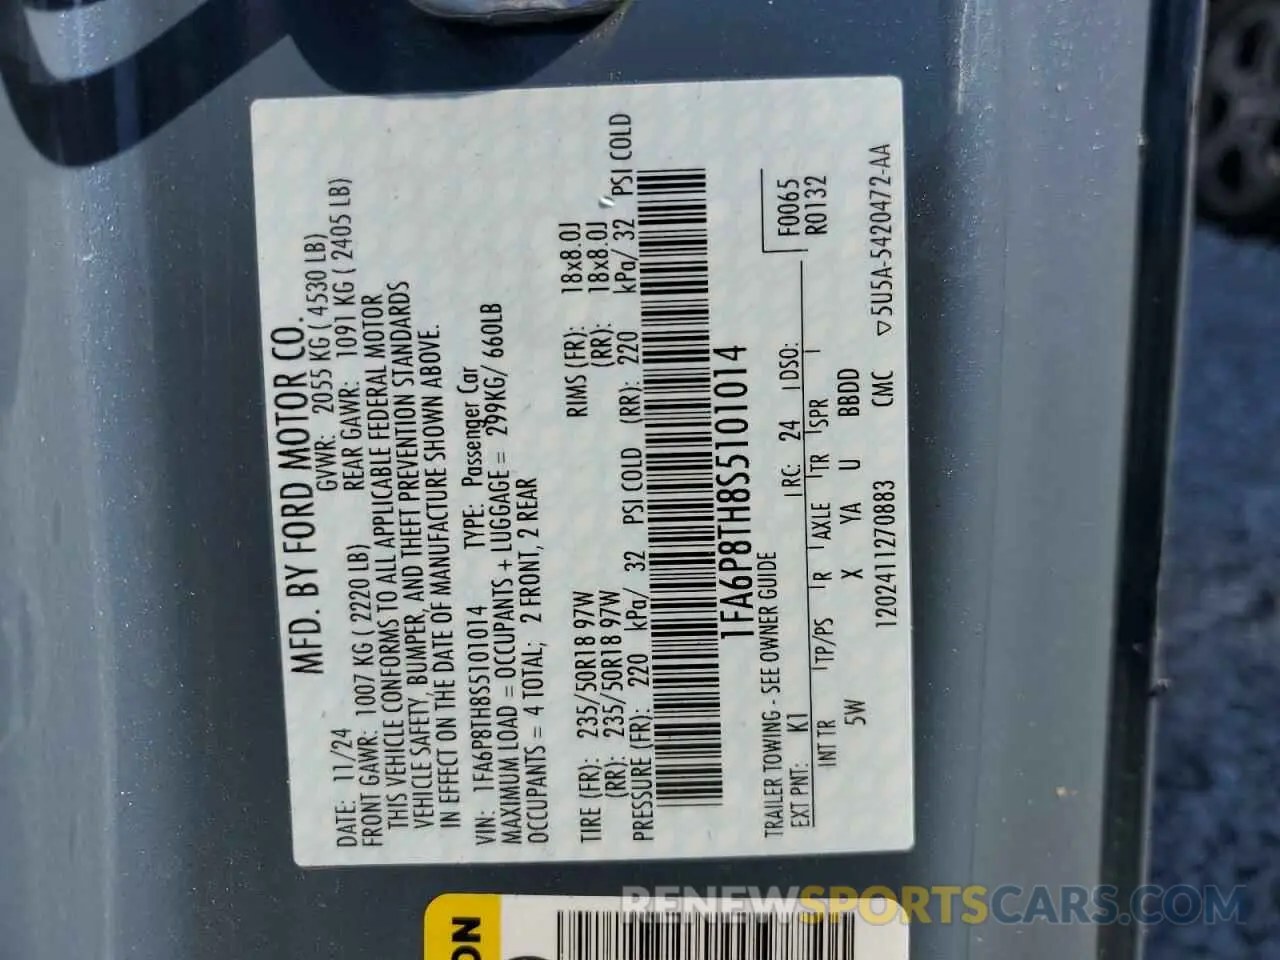 MFD. BY FORD MOTOR CO.
DATE: 11/24 GVWR: 2055 KG ( 4530 LB)
FRONT GAWR: 1007 KG ( 2220 LB) REAR GAWR: 1091 KG ( 2405 LB)
THIS VEHICLE CONFORMS TO ALL APPLICABLE FEDERAL MOTOR
VEHICLE SAFETY, BUMPER, AND THEFT PREVENTION STANDARDS
IN EFFECT ON THE DATE OF MANUFACTURE SHOWN ABOVE.
VIN: 1FA6P8TH8S5101014 TYPE: Passenger Car
MAXIMUM LOAD = OCCUPANTS + LUGGAGE = 299KG/ 660LB
OCCUPANTS = 4 TOTAL; 2 FRONT, 2 REAR
TIRE (FR): 235/50R18 97W RIMS (FR): 18x8.0J
(RR): 235/50R18 97W (RR): 18x8.0J
PRESSURE (FR): 220 kPa/ 32 PSI COLD (RR): 220 kPa/ 32 PSI COLD
1FA6P8TH8S5101014
TRAILER TOWING - SEE OWNER GUIDE
EXT PNT: K1 RC: 24 DSO: F0065
INT TR TP/PS R AXLE TR SPR R0132
5W X YA U BBDD
1202411270883 CMC ▽5U5A-5420472-AA
ON
RENEWSPORTSCARS.COM